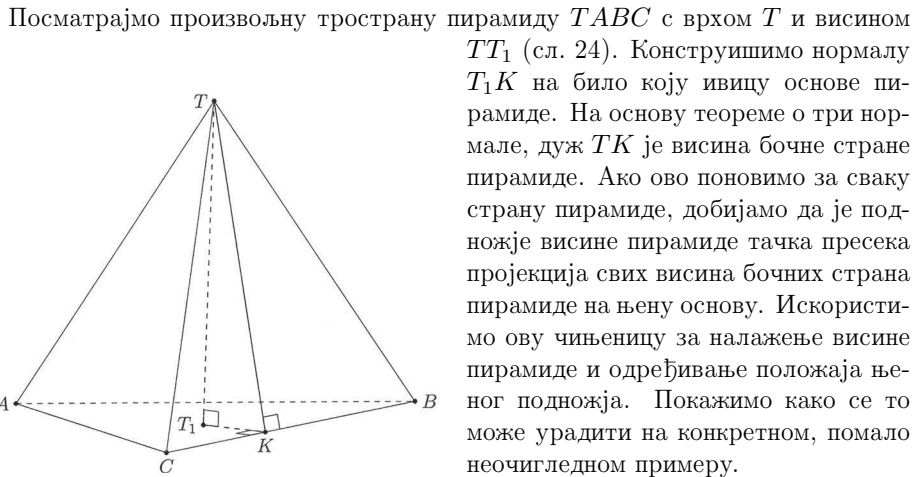 Посматрајмо произвољну тространу пирамиду $TABC$ с врхом $T$ и висином
$TT_1$ (сл. 24). Конструишимо нормалу
$T_1K$ на било коју ивицу основе пи-
рамиде. На основу теореме о три нор-
мале, дуж $TK$ је висина бочне стране
пирамиде. Ако ово поновимо за сваку
страну пирамиде, добијамо да је под-
ножје висине пирамиде тачка пресека
пројекција свих висина бочних страна
пирамиде на њену основу. Искористи-
мо ову чињеницу за налажење висине
пирамиде и одређивање положаја ње-
ног подножја. Покажимо како се то
може урадити на конкретном, помало
неочигледном примеру.
T
A
B
T₁
K
C